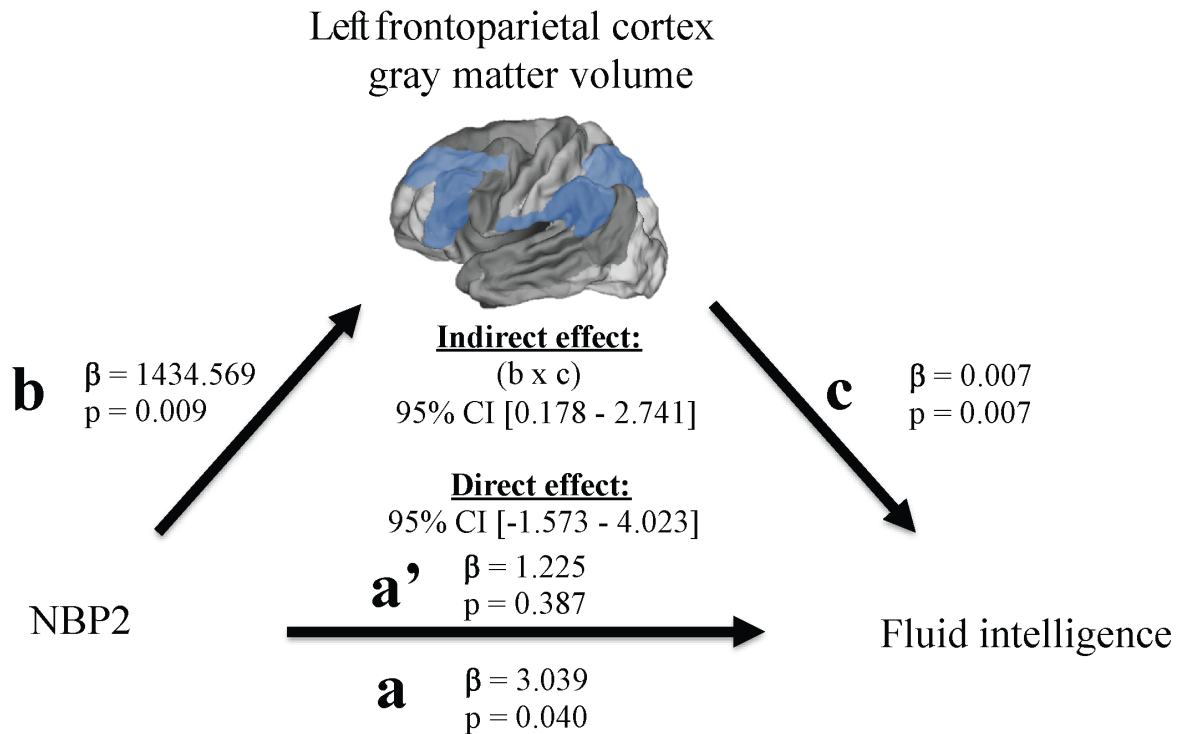 Left frontoparietal cortex
gray matter volume
Indirect effect:
(b x c)
95% CI [0.178 - 2.741]
b
β = 1434.569
p = 0.009
c
β = 0.007
p = 0.007
Direct effect:
95% CI [-1.573 - 4.023]
a’
β = 1.225
p = 0.387
NBP2
Fluid intelligence
a
β = 3.039
p = 0.040